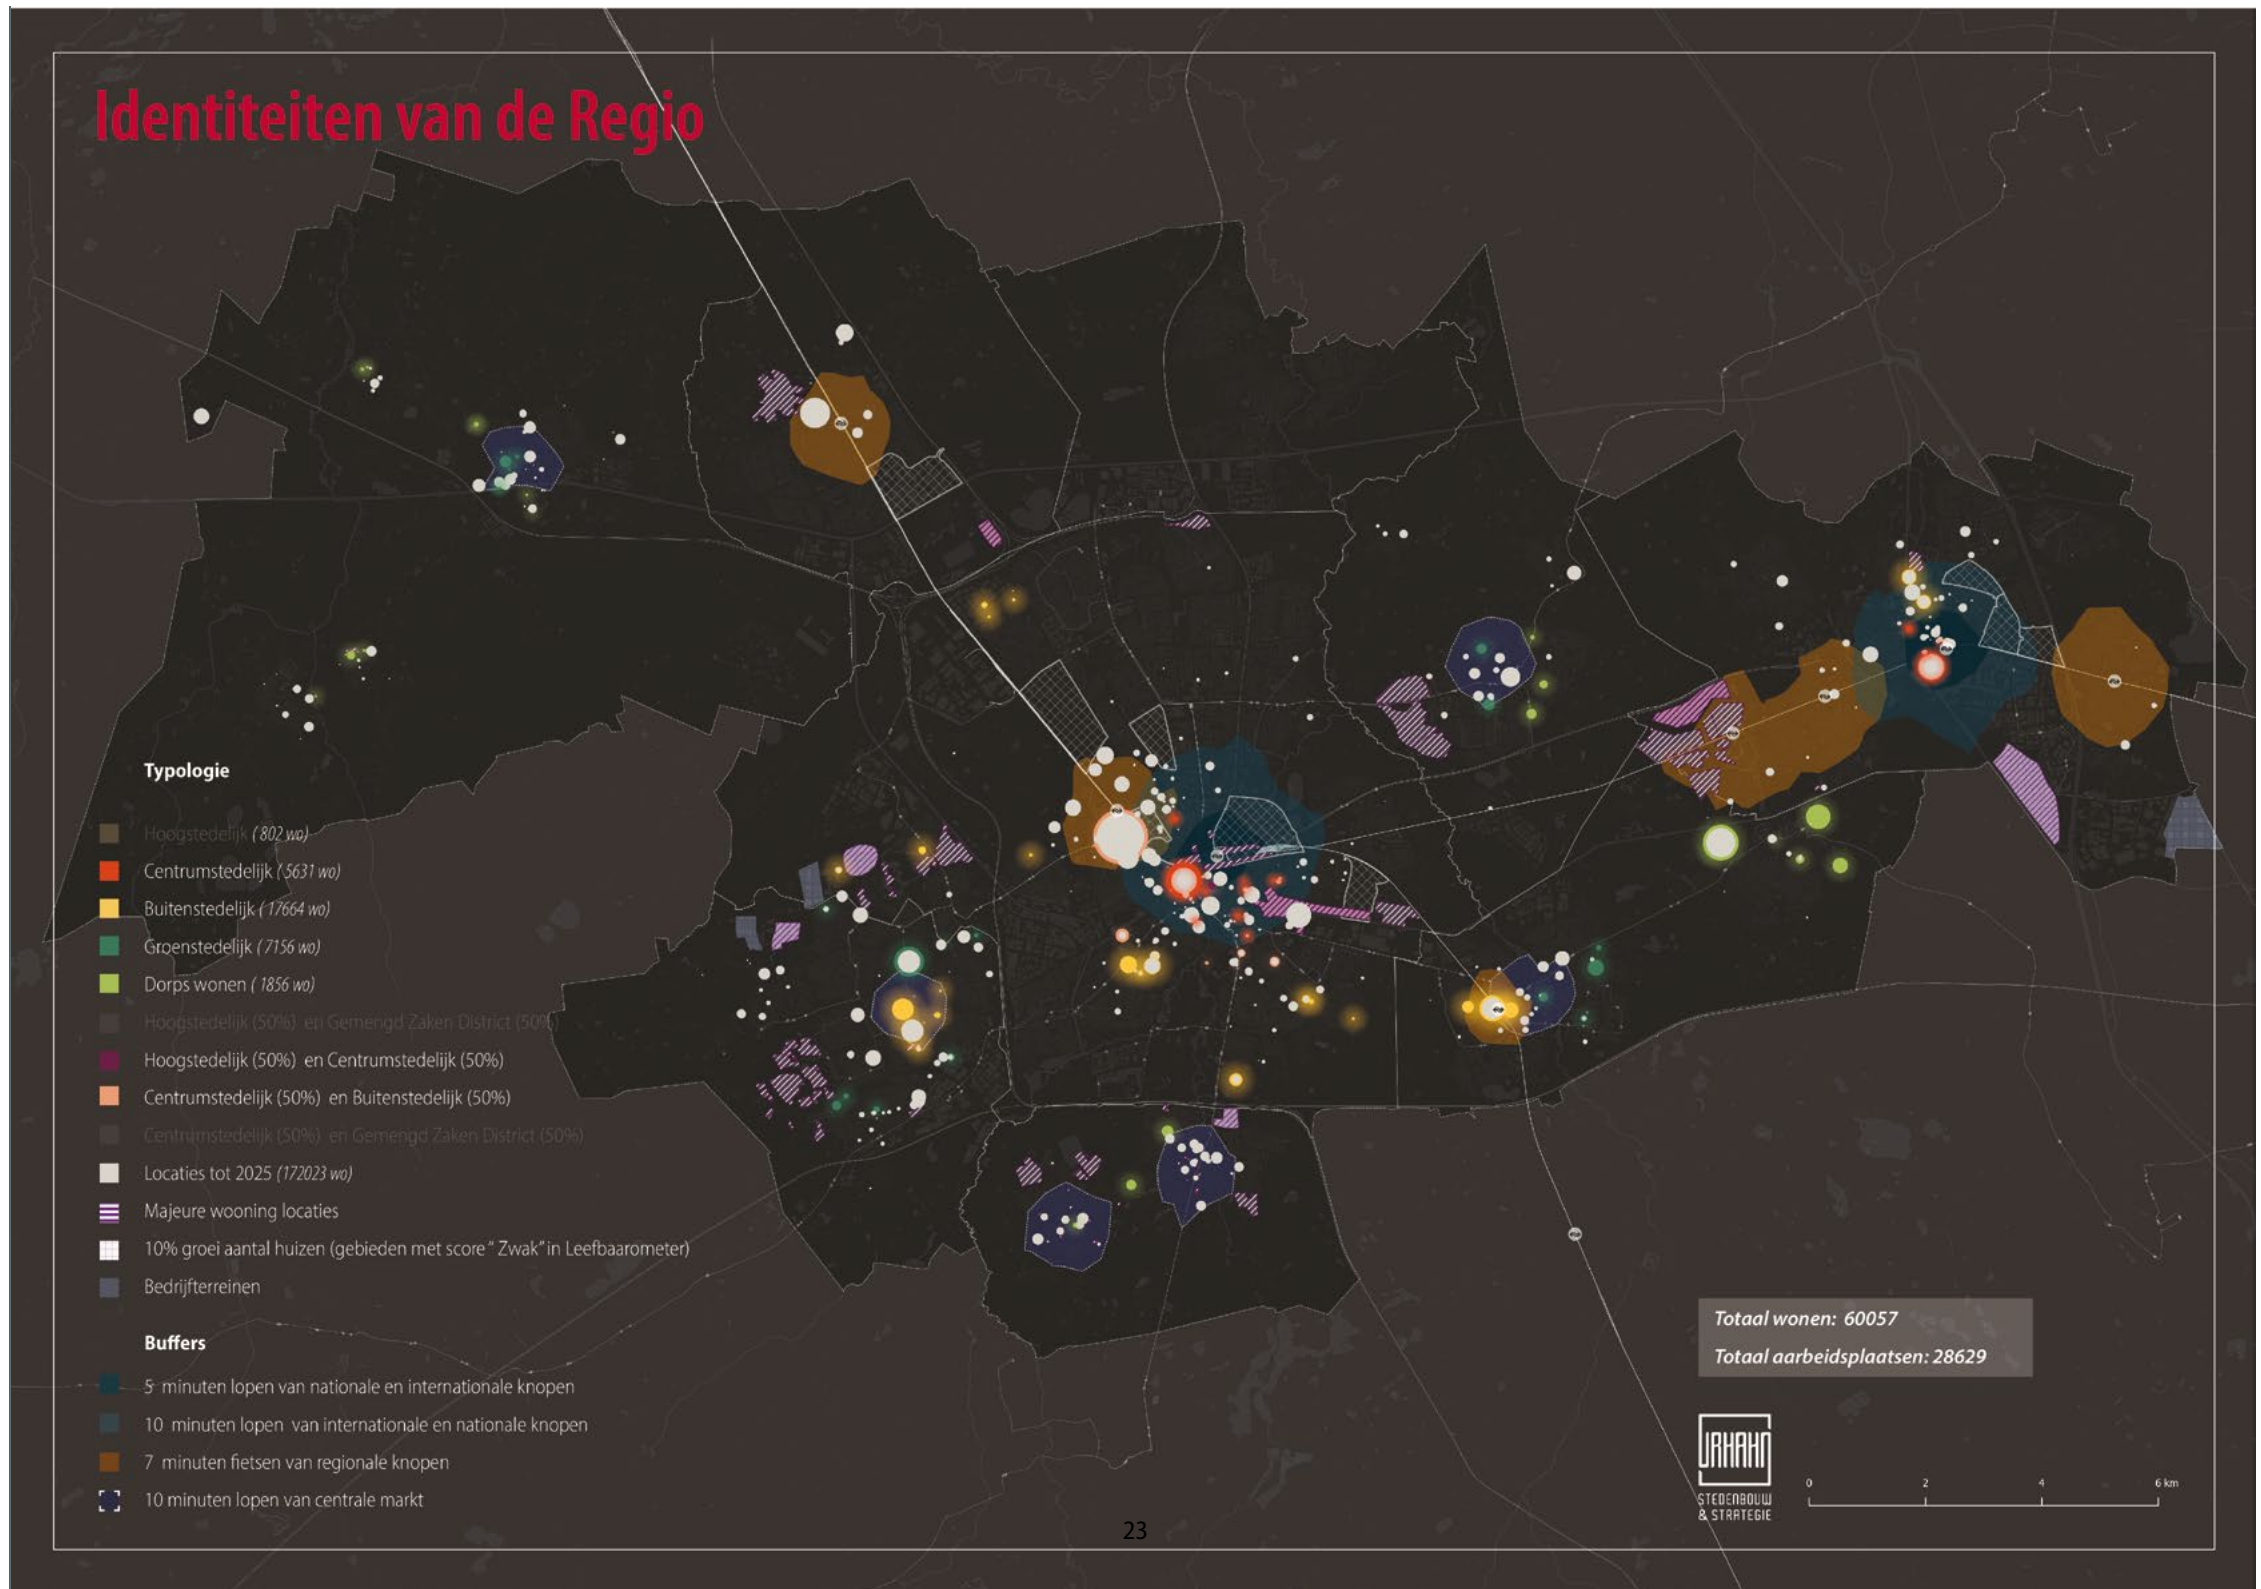 Identiteiten van de Regio
Typologie
Hoogstedelijk ( 802 wo)
Centrumstedelijk ( 5631 wo)
Buitenstedelijk ( 17664 wo)
Groenstedelijk ( 7156 wo)
Dorps wonen ( 1856 wo)
Hoogstedelijk (50%) en Gemengd Zaken District (50%)
Hoogstedelijk (50%) en Centrumstedelijk (50%)
Centrumstedelijk (50%) en Buitenstedelijk (50%)
Centrumstedelijk (50%) en Gemengd Zaken District (50%)
Locaties tot 2025 (172023 wo)
Majeure wooning locaties
10% groei aantal huizen (gebieden met score " Zwak" in Leefbaarometer)
Bedrijfterreinen
Buffers
5 minuten lopen van nationale en internationale knopen
10 minuten lopen van internationale en nationale knopen
7 minuten fietsen van regionale knopen
10 minuten lopen van centrale markt
Totaal wonen: 60057
Totaal aarbeidsplaatsen: 28629
URHAHN
STEDENBOUW
& STRATEGIE
0 2 4 6 km
23